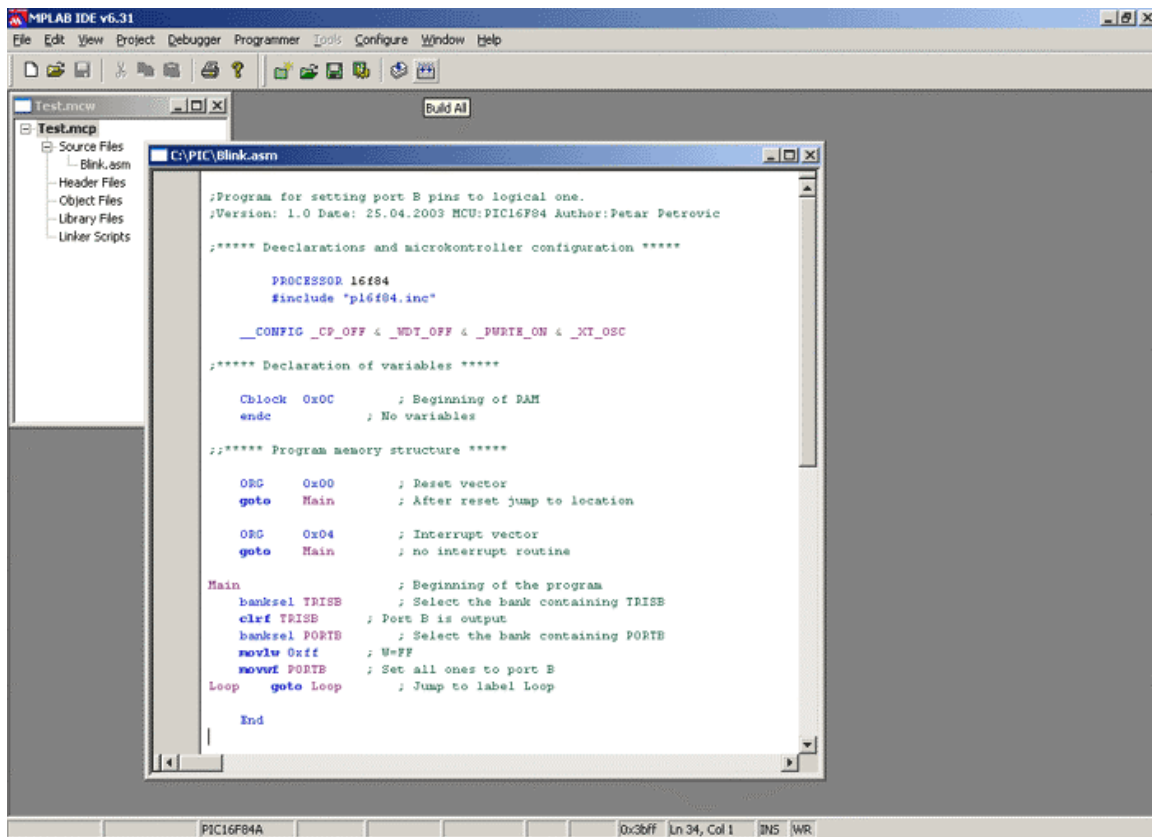 MPLAB IDE v6.31
File Edit View Project Debugger Programmer Tools Configure Window Help
Build All
Test.mcw
Test.mcp
Source Files
Blink.asm
Header Files
Object Files
Library Files
Linker Scripts
C:\PIC\Blink.asm
;Program for setting port B pins to logical one.
;Version: 1.0 Date: 25.04.2003 MCU:PIC16F84 Author:Petar Petrovic
;***** Deeclarations and microkontroller configuration *****
PROCESSOR 16f84
#include "p16f84.inc"
__CONFIG _CP_OFF & _WDT_OFF & _PWRTE_ON & _XT_OSC
;***** Declaration of variables *****
Cblock 0x0C ; Beginning of RAM
endc ; No variables
;;***** Program memory structure *****
ORG 0x00 ; Reset vector
goto Main ; After reset jump to location
ORG 0x04 ; Interrupt vector
goto Main ; no interrupt routine
Main ; Beginning of the program
banksel TRISB ; Select the bank containing TRISB
clrf TRISB ; Port B is output
banksel PORTB ; Select the bank containing PORTB
movlw 0xff ; W=FF
movwf PORTB ; Set all ones to port B
Loop goto Loop ; Jump to label Loop
End
PIC16F84A 0x3bff Ln 34, Col 1 INS WR